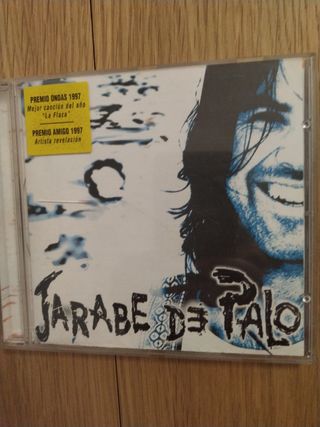 PREMIO ONDAS 1997
Mejor canción del año
"La Flaca"
PREMIO AMIGO 1997
Artista revelación
JARABE DE PALO